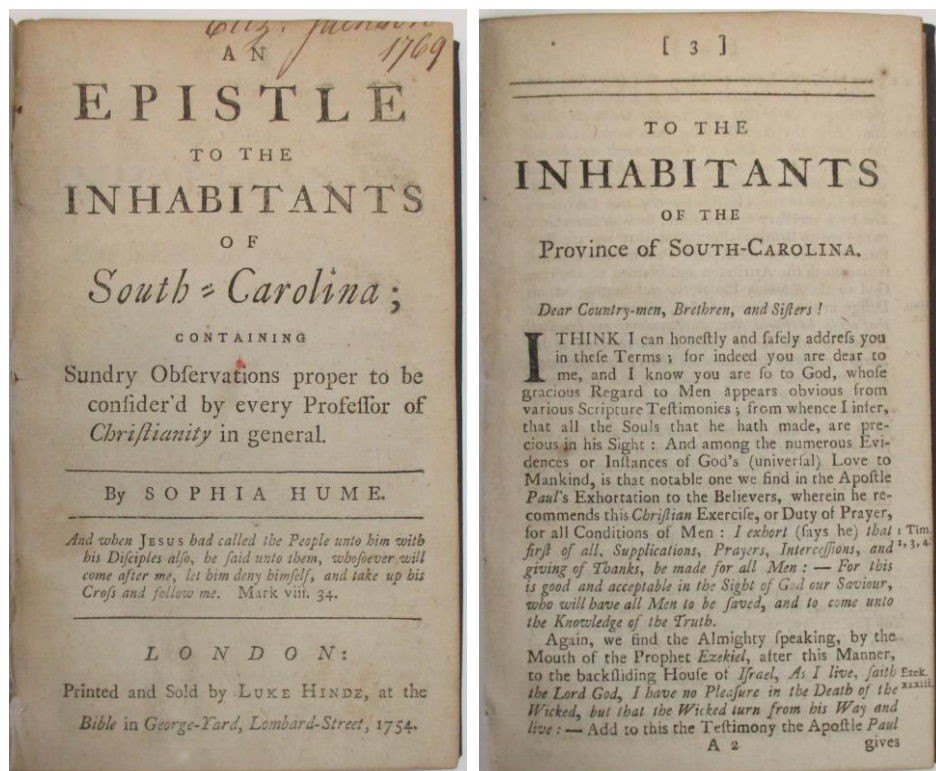 Eliz. Jackson
1769
AN
EPISTLE
TO THE
INHABITANTS
OF
South-Carolina;
CONTAINING
Sundry Obſervations proper to be
conſider'd by every Profeſſor of
Chriſtianity in general.
By SOPHIA HUME.
And when JESUS had called the People unto him with
his Diſciples alſo, he ſaid unto them, whoſoever will
come after me, let him deny himſelf, and take up his
Croſs and follow me. Mark viii. 34.
LONDON:
Printed and Sold by LUKE HINDE, at the
Bible in George-Yard, Lombard-Street, 1754.
[ 3 ]
TO THE
INHABITANTS
OF THE
Province of SOUTH-CAROLINA.
Dear Country-men, Brethren, and Siſters!
I THINK I can honeſtly and ſafely addreſs you
in theſe Terms; for indeed you are dear to
me, and I know you are ſo to God, whoſe
gracious Regard to Men appears obvious from
various Scripture Teſtimonies; from whence I infer,
that all the Souls that he hath made, are pre-
cious in his Sight: And among the numerous Evi-
dences or Inſtances of God's (univerſal) Love to
Mankind, is that notable one we find in the Apoſtle
Paul's Exhortation to the Believers, wherein he re-
commends this Chriſtian Exerciſe, or Duty of Prayer,
for all Conditions of Men: I exhort (ſays he) that 1 Tim.
firſt of all, Supplications, Prayers, Interceſſions, and 2, 3, 4.
giving of Thanks, be made for all Men: — For this
is good and acceptable in the Sight of God our Saviour,
who will have all Men to be ſaved, and to come unto
the Knowledge of the Truth.
Again, we find the Almighty ſpeaking, by the
Mouth of the Prophet Ezekiel, after this Manner,
to the backſliding Houſe of Iſrael, As I live, ſaith Ezek.
the Lord God, I have no Pleaſure in the Death of the xxxiii.
Wicked, but that the Wicked turn from his Way and
live: — Add to this the Teſtimony the Apoſtle Paul
A 2 gives